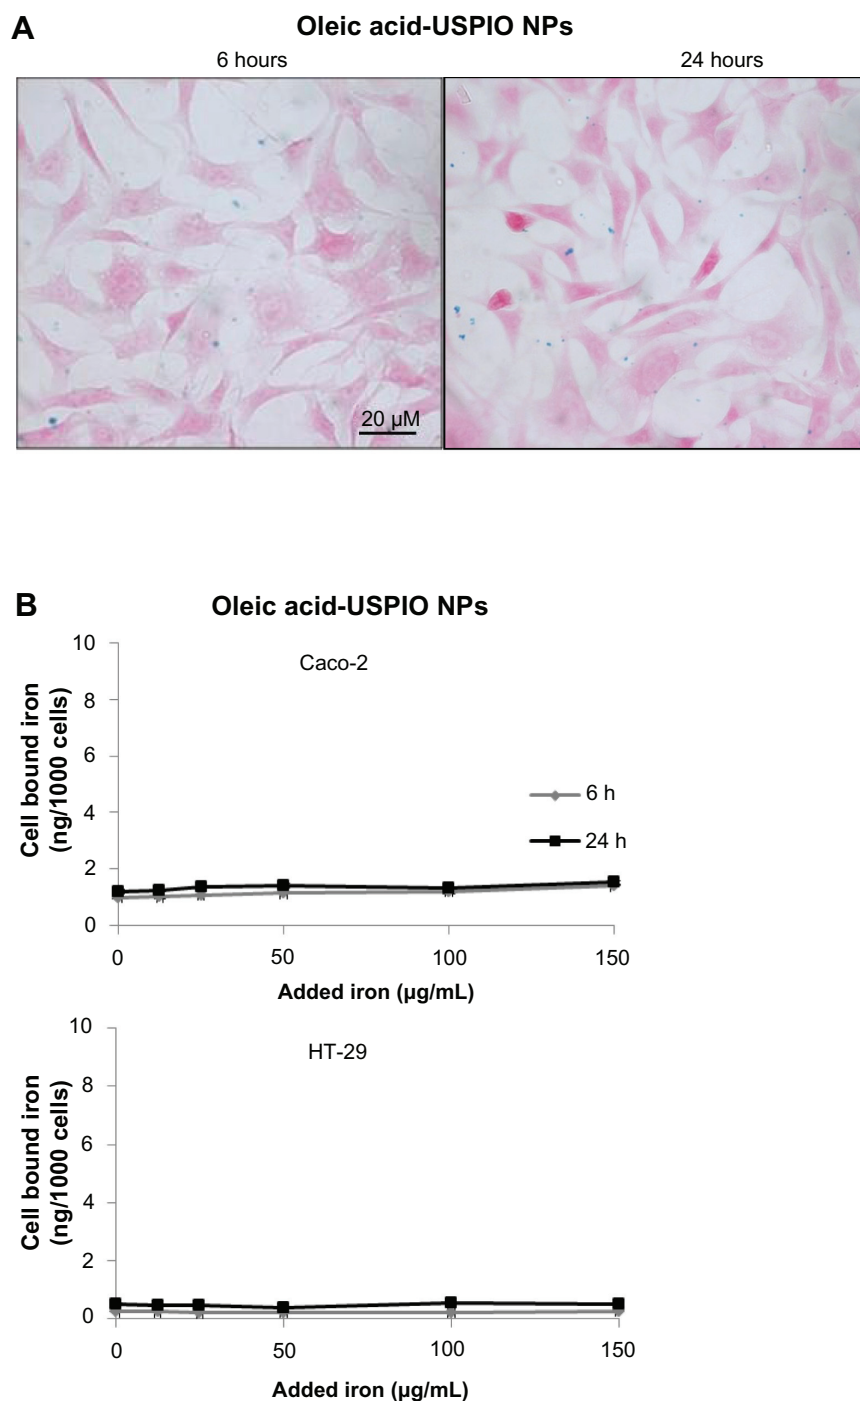 A
Oleic acid-USPIO NPs
6 hours
24 hours
20 µM
B
Oleic acid-USPIO NPs
Caco-2
Cell bound iron
(ng/1000 cells)
10
8
6
4
2
0
6 h
24 h
0
50
100
150
Added iron (µg/mL)
HT-29
Cell bound iron
(ng/1000 cells)
10
8
6
4
2
0
0
50
100
150
Added iron (µg/mL)